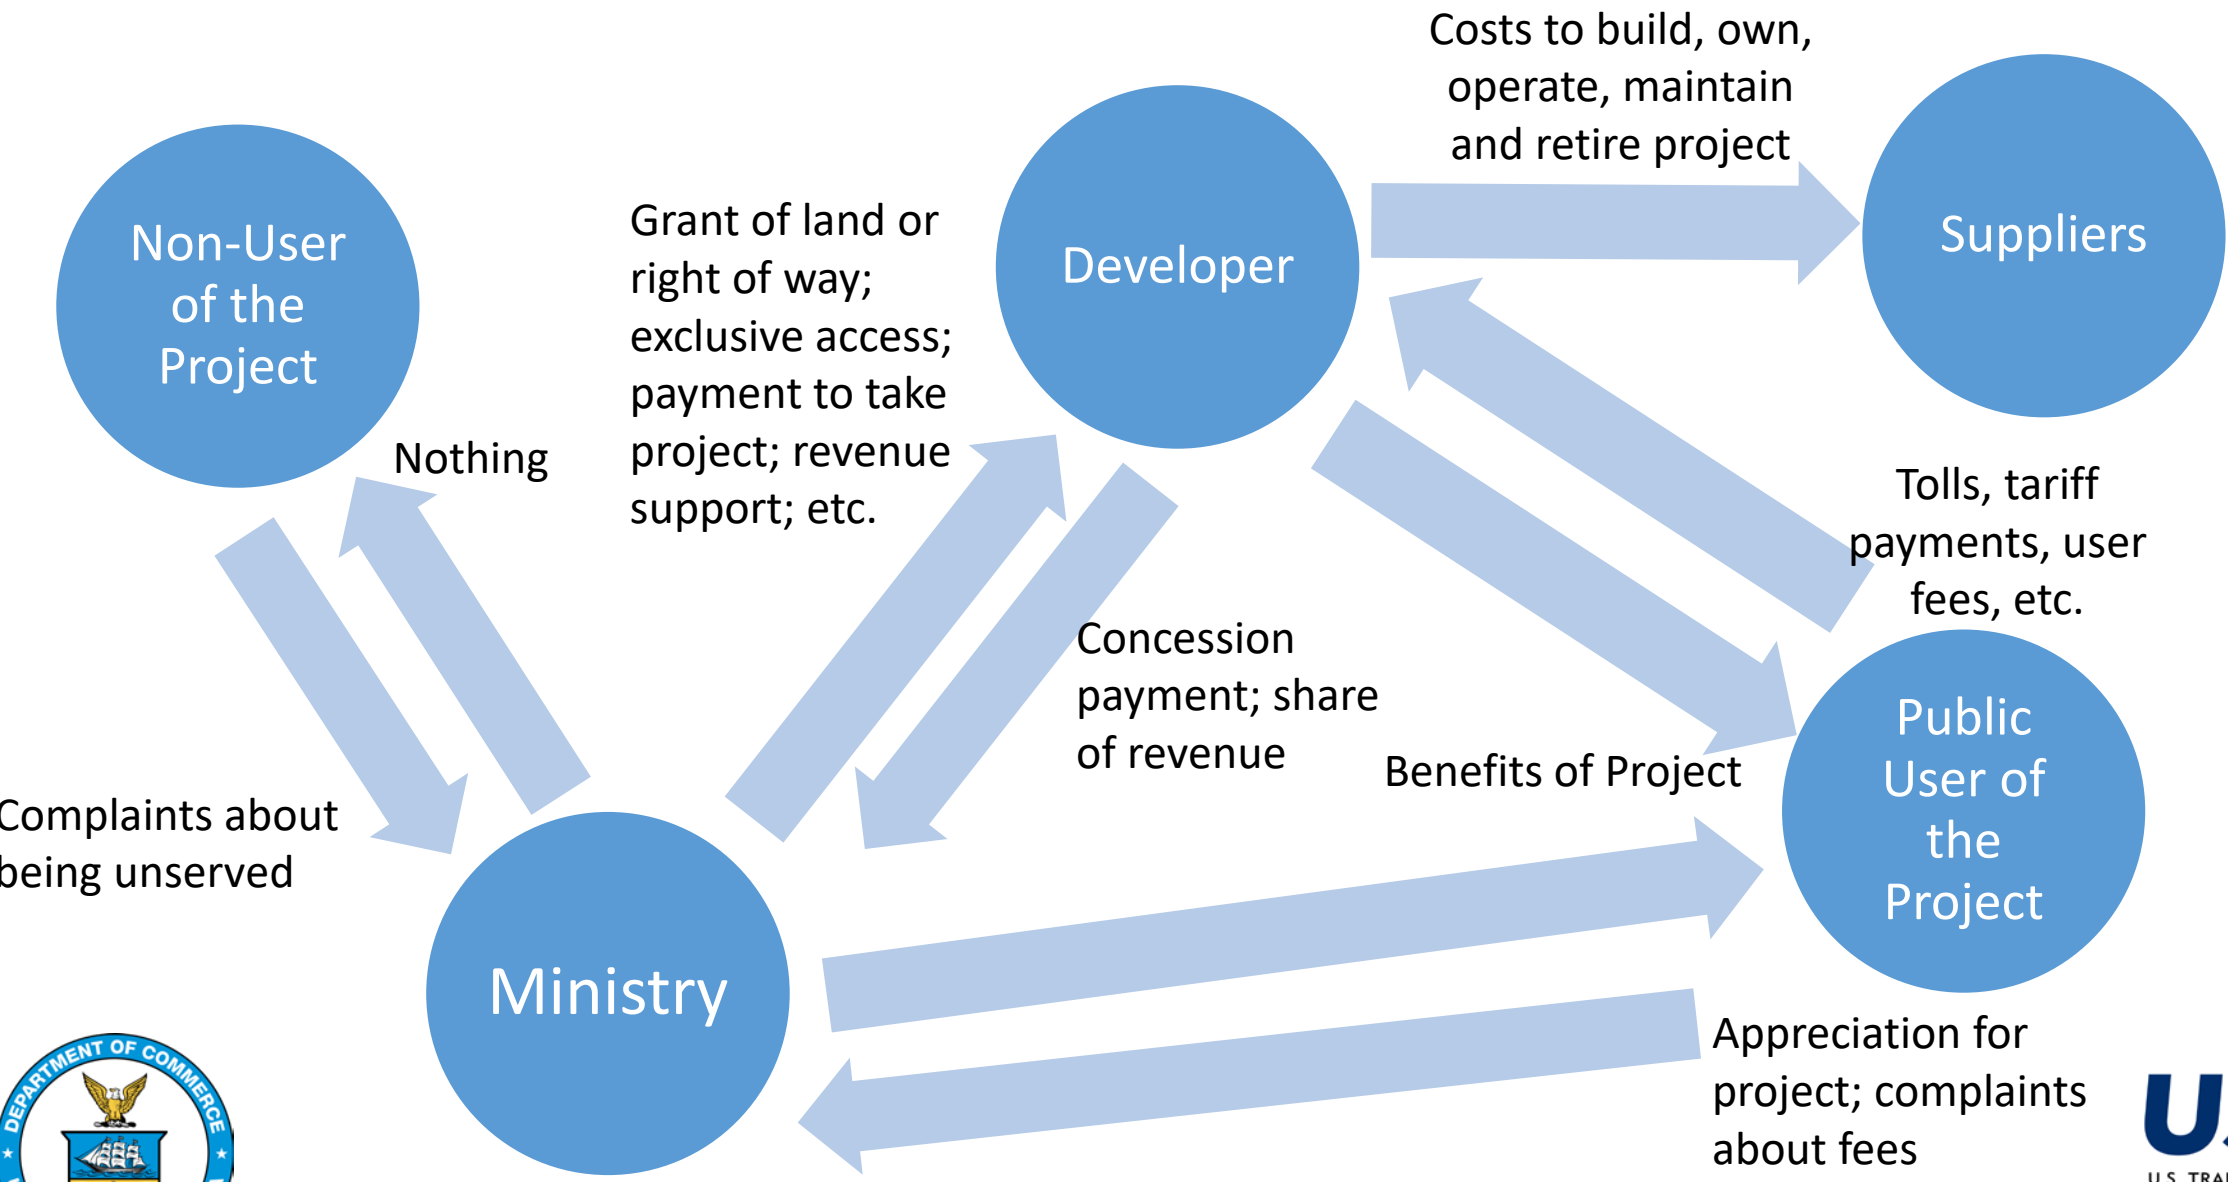 Costs to build, own,
operate, maintain
and retire project
Non-User
of the
Project
Grant of land or
right of way;
exclusive access;
payment to take
project; revenue
support; etc.
Developer
Suppliers
Nothing
Tolls, tariff
payments, user
fees, etc.
Concession
payment; share
of revenue
Benefits of Project
Public
User of
the
Project
Complaints about
being unserved
Ministry
Appreciation for
project; complaints
about fees
DEPARTMENT OF COMMERCE
U.S.